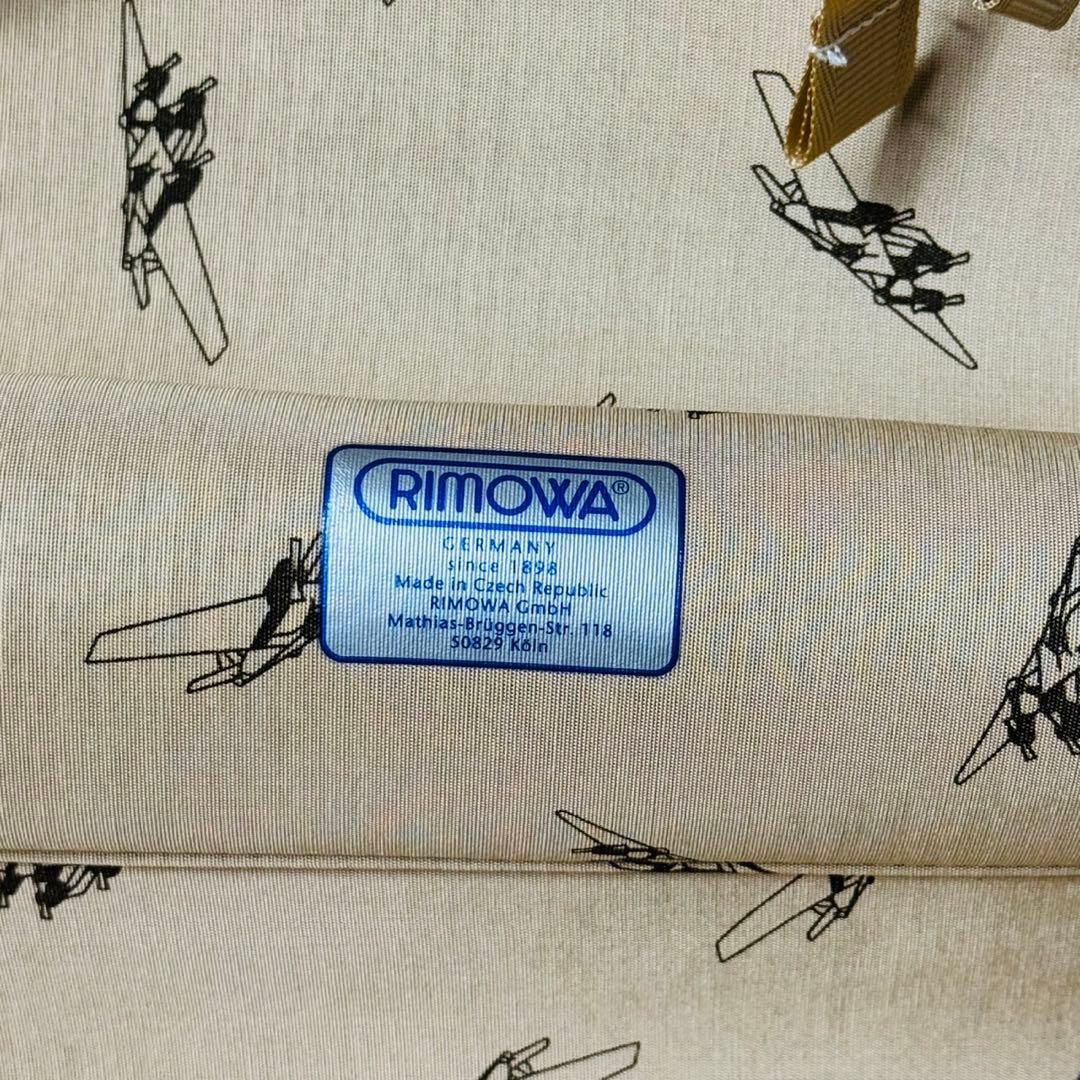 RIMOWA®
GERMANY
since 1898
Made in Czech Republic
RIMOWA GmbH
Mathias-Brüggen-Str. 118
50829 Köln